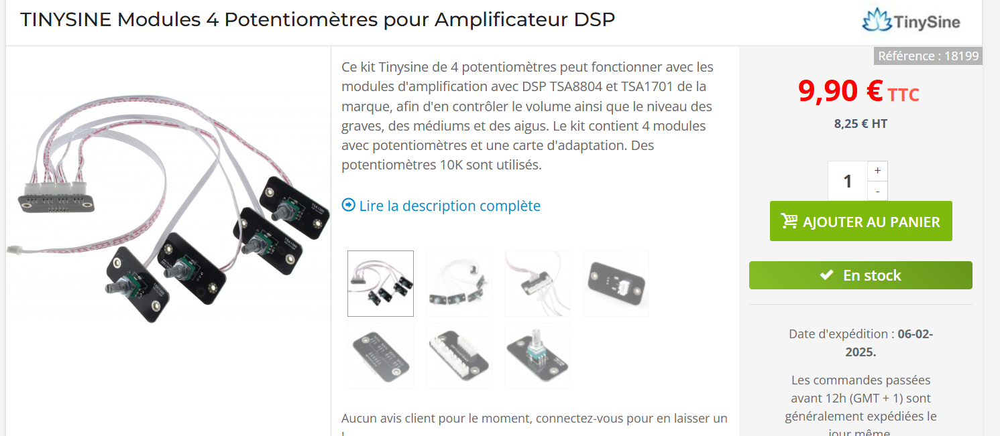 TINYSINE Modules 4 Potentiomètres pour Amplificateur DSP
TinySine
Référence : 18199
Ce kit Tinysine de 4 potentiomètres peut fonctionner avec les
modules d'amplification avec DSP TSA8804 et TSA1701 de la
marque, afin d'en contrôler le volume ainsi que le niveau des
graves, des médiums et des aigus. Le kit contient 4 modules
avec potentiomètres et une carte d'adaptation. Des
potentiomètres 10K sont utilisés.
Lire la description complète
Aucun avis client pour le moment, connectez-vous pour en laisser un
!
9,90 € TTC
8,25 € HT
1
+
-
AJOUTER AU PANIER
En stock
Date d'expédition : 06-02-
2025.
Les commandes passées
avant 12h (GMT + 1) sont
généralement expédiées le
jour même